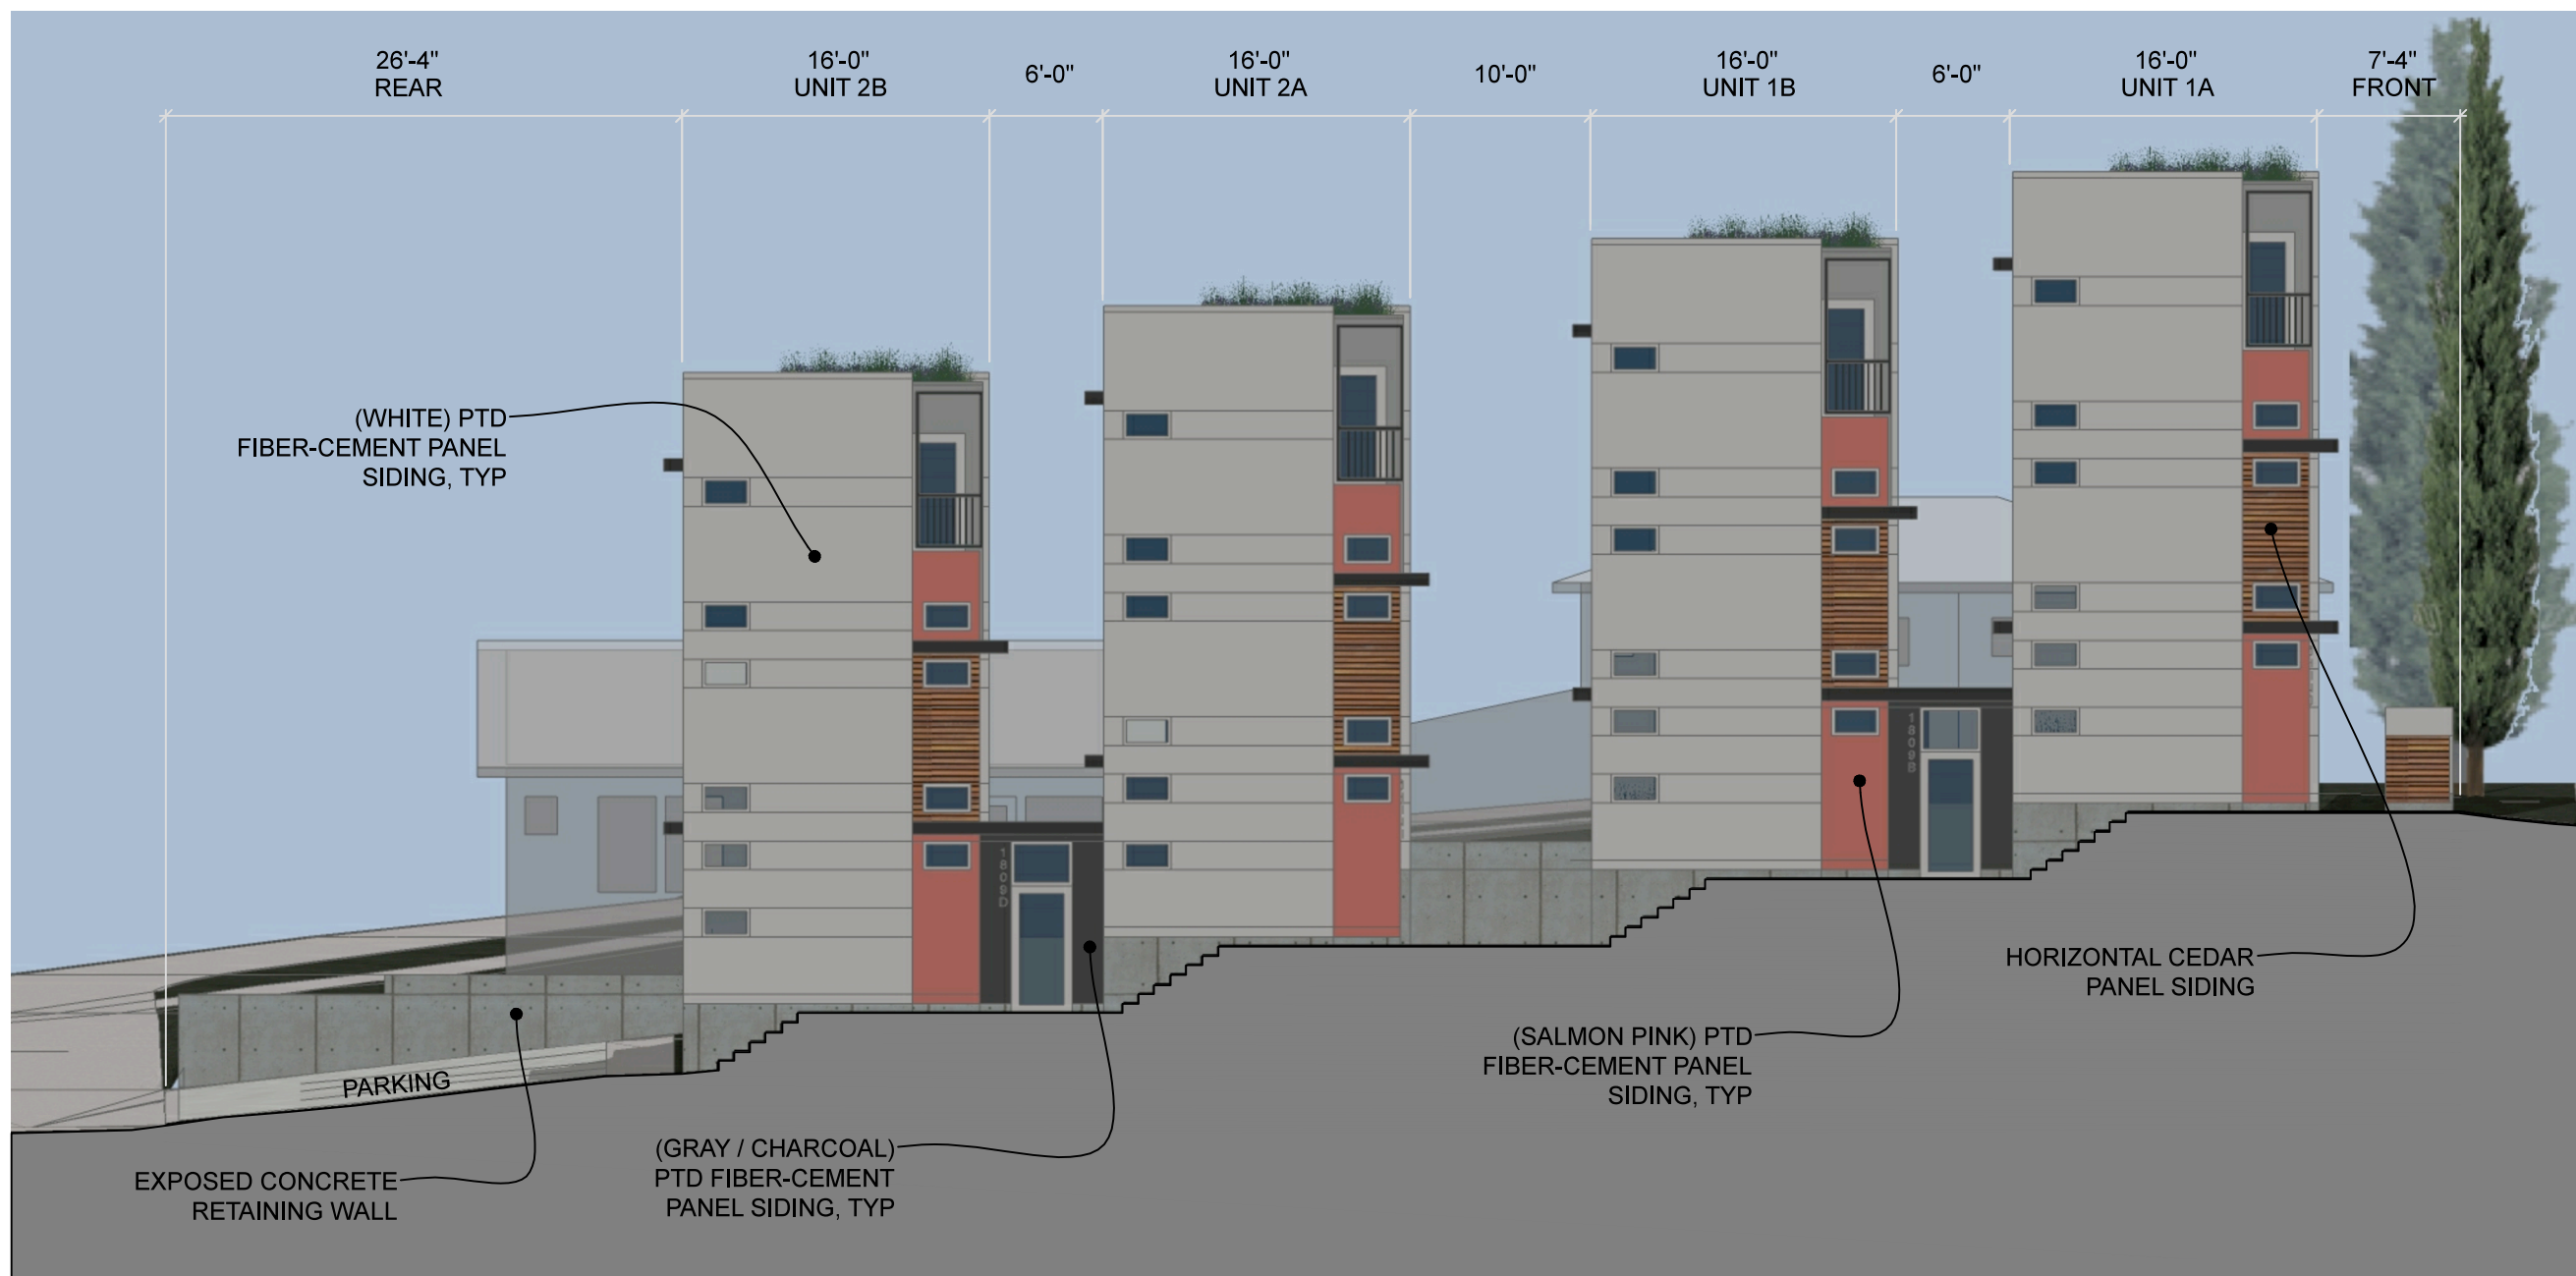 26'-4"
REAR
16'-0"
UNIT 2B
6'-0"
16'-0"
UNIT 2A
10'-0"
16'-0"
UNIT 1B
6'-0"
16'-0"
UNIT 1A
7'-4"
FRONT
(WHITE) PTD
FIBER-CEMENT PANEL
SIDING, TYP
1809B
1809D
HORIZONTAL CEDAR
PANEL SIDING
(SALMON PINK) PTD
FIBER-CEMENT PANEL
SIDING, TYP
PARKING
(GRAY / CHARCOAL)
PTD FIBER-CEMENT
PANEL SIDING, TYP
EXPOSED CONCRETE
RETAINING WALL